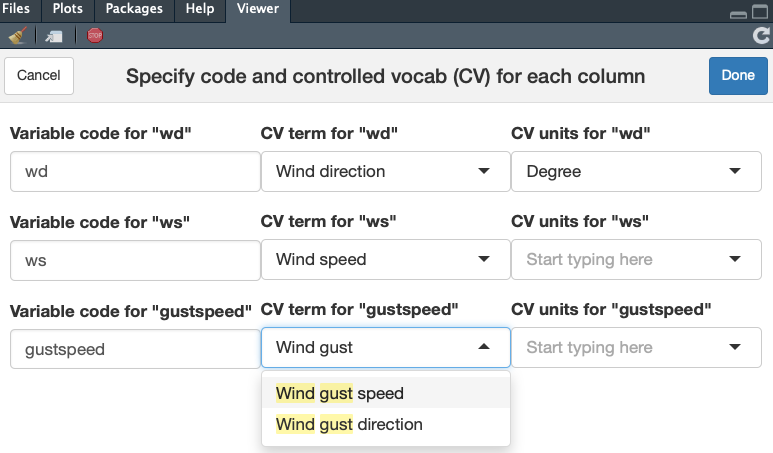 Files Plots Packages Help Viewer
STOP
Cancel Specify code and controlled vocab (CV) for each column Done
Variable code for "wd" CV term for "wd" CV units for "wd"
wd Wind direction Degree
Variable code for "ws" CV term for "ws" CV units for "ws"
ws Wind speed Start typing here
Variable code for "gustspeed" CV term for "gustspeed" CV units for "gustspeed"
gustspeed Wind gust Start typing here
Wind gust speed
Wind gust direction